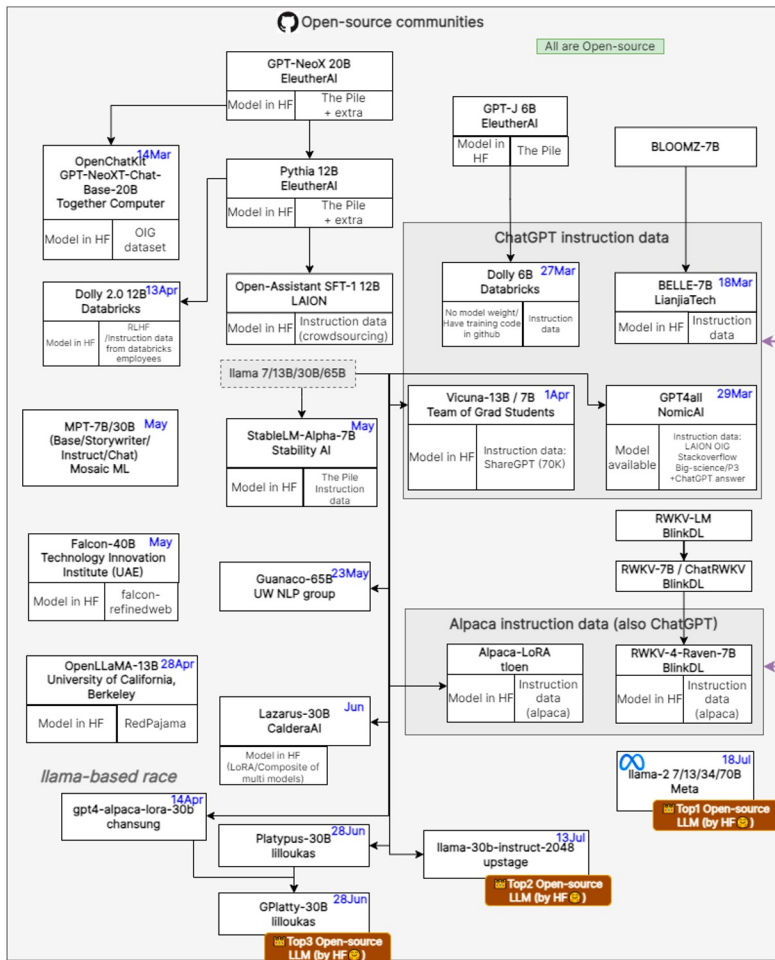 Open-source communities
All are Open-source
GPT-NeoX 20B
EleutherAI
Model in HF
The Pile
+ extra
GPT-J 6B
EleutherAI
Model in
HF
The Pile
BLOOMZ-7B
14Mar
OpenChatKit
GPT-NeoXT-Chat-
Base-20B
Together Computer
Model in HF
OIG
dataset
Pythia 12B
EleutherAI
Model in HF
The Pile
+ extra
ChatGPT instruction data
13Apr
Dolly 2.0 12B
Databricks
Model in HF
RLHF
/Instruction data
from databricks
employees
Open-Assistant SFT-1 12B
LAION
Model in HF
Instruction data
(crowdsourcing)
27Mar
Dolly 6B
Databricks
No model weight/
Have training code
in github
Instruction
data
18Mar
BELLE-7B
LianjiaTech
Model in HF
Instruction
data
llama 7/13B/30B/65B
May
MPT-7B/30B
(Base/Storywriter/
Instruct/Chat)
Mosaic ML
May
StableLM-Alpha-7B
Stability AI
Model in HF
The Pile
Instruction
data
1Apr
Vicuna-13B / 7B
Team of Grad Students
Model in HF
Instruction data:
ShareGPT (70K)
29Mar
GPT4all
NomicAI
Model
available
Instruction data:
LAION OIG
Stackoverflow
Big-science/P3
+ChatGPT answer
May
Falcon-40B
Technology Innovation
Institute (UAE)
Model in HF
falcon-
refinedweb
23May
Guanaco-65B
UW NLP group
RWKV-LM
BlinkDL
RWKV-7B / ChatRWKV
BlinkDL
Alpaca instruction data (also ChatGPT)
28Apr
OpenLLaMA-13B
University of California,
Berkeley
Model in HF
RedPajama
Jun
Lazarus-30B
CalderaAI
Model in HF
(LoRA/Composite of
multi models)
Alpaca-LoRA
tloen
Model in HF
Instruction
data
(alpaca)
RWKV-4-Raven-7B
BlinkDL
Model in HF
Instruction
data
(alpaca)
llama-based race
14Apr
gpt4-alpaca-lora-30b
chansung
28Jun
Platypus-30B
lilloukas
13Jul
llama-30b-instruct-2048
upstage
Top2 Open-source
LLM (by HF🤗)
18Jul
llama-2 7/13/34/70B
Meta
Top1 Open-source
LLM (by HF🤗)
28Jun
GPlatty-30B
lilloukas
Top3 Open-source
LLM (by HF🤗)